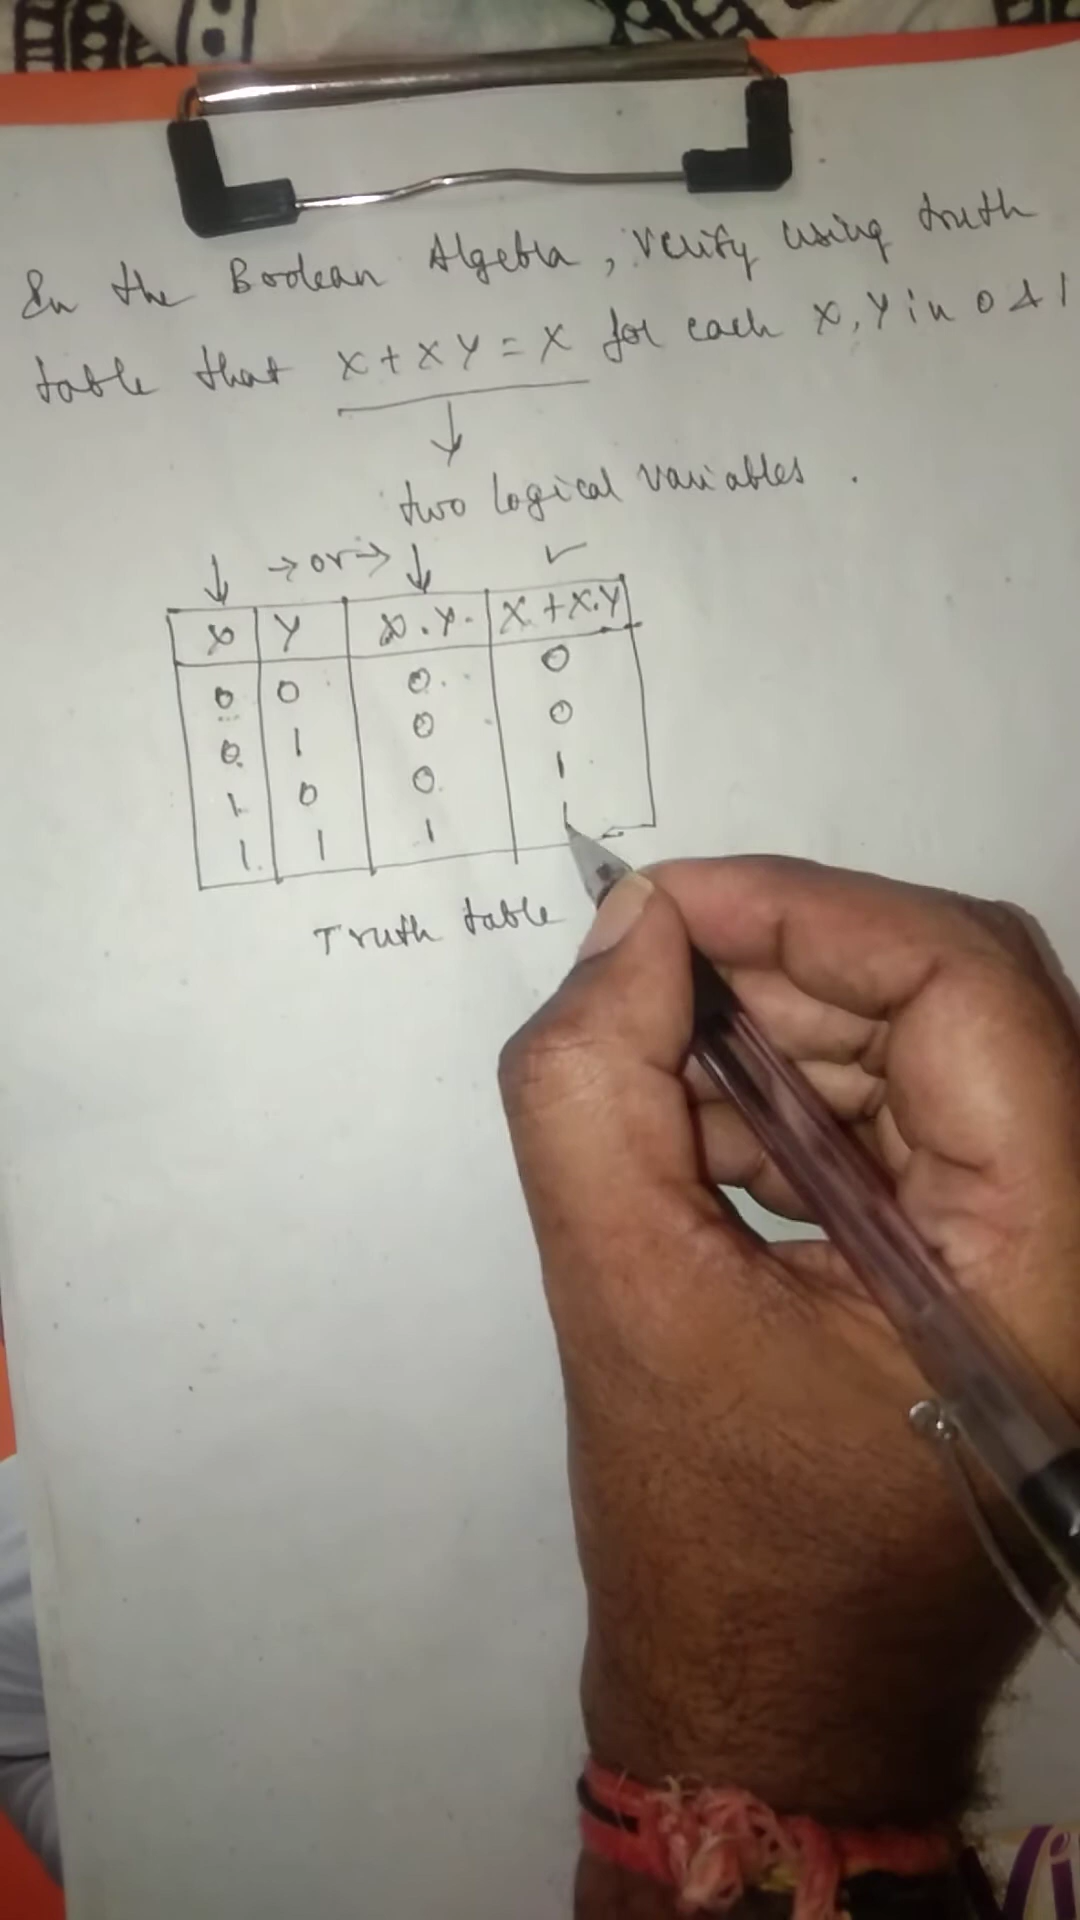 In the Boolean Algebra, verify using truth
table that X + X Y = X for each X, Y in 0 & 1
↓
two logical variables .
↓ → or → ↓ ✓
X Y X . Y. X + X.Y
0 0 0 0
0 1 0 0
1 0 0 1
1 1 1 1
Truth table
Vi